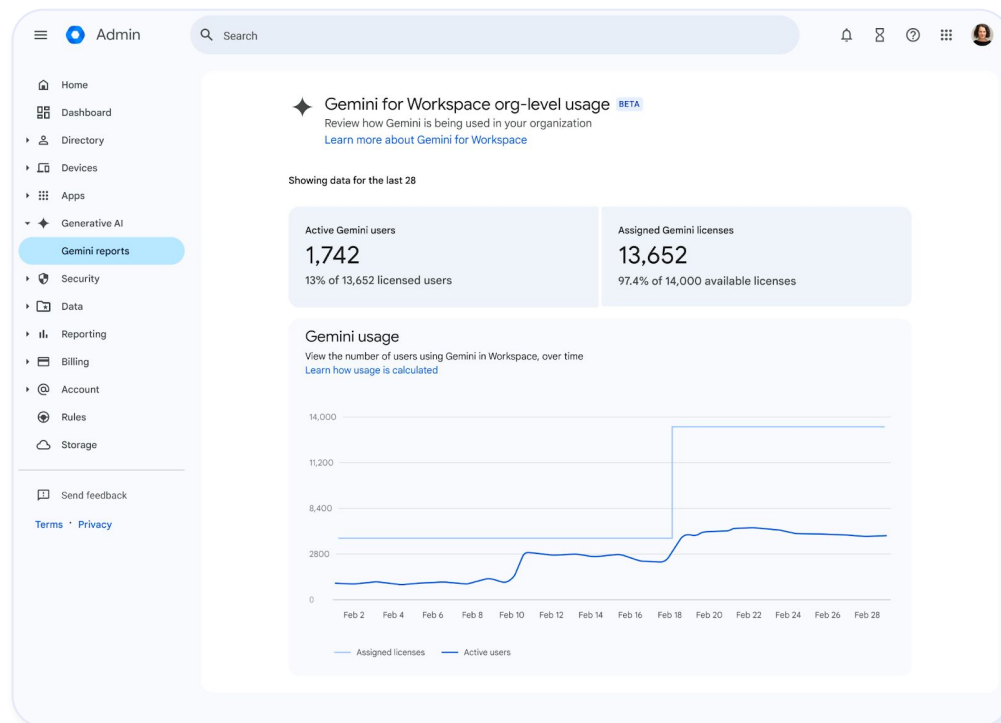 Admin
Search
Home
Dashboard
Directory
Devices
Apps
Generative AI
Gemini reports
Security
Data
Reporting
Billing
Account
Rules
Storage
Send feedback
Terms · Privacy
Gemini for Workspace org-level usage BETA
Review how Gemini is being used in your organization
Learn more about Gemini for Workspace
Showing data for the last 28
Active Gemini users
1,742
13% of 13,652 licensed users
Assigned Gemini licenses
13,652
97.4% of 14,000 available licenses
Gemini usage
View the number of users using Gemini in Workspace, over time
Learn how usage is calculated
14,000
11,200
8,400
2800
0
Feb 2 Feb 4 Feb 6 Feb 8 Feb 10 Feb 12 Feb 14 Feb 16 Feb 18 Feb 20 Feb 22 Feb 24 Feb 26 Feb 28
Assigned licenses Active users